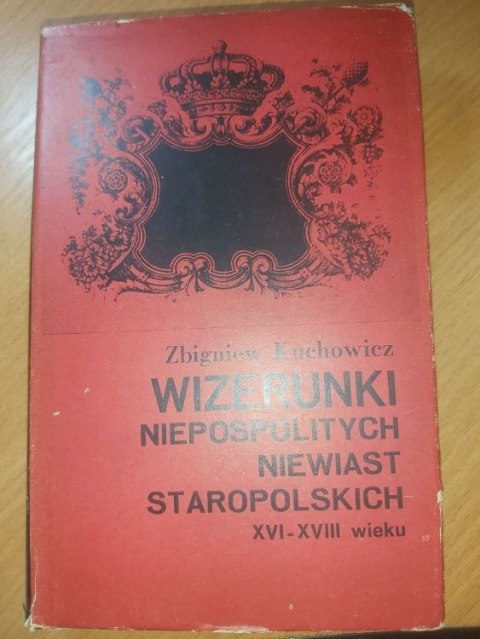 Zbigniew Kuchowicz
WIZERUNKI
NIEPOSPOLITYCH
NIEWIAST
STAROPOLSKICH
XVI-XVIII wieku